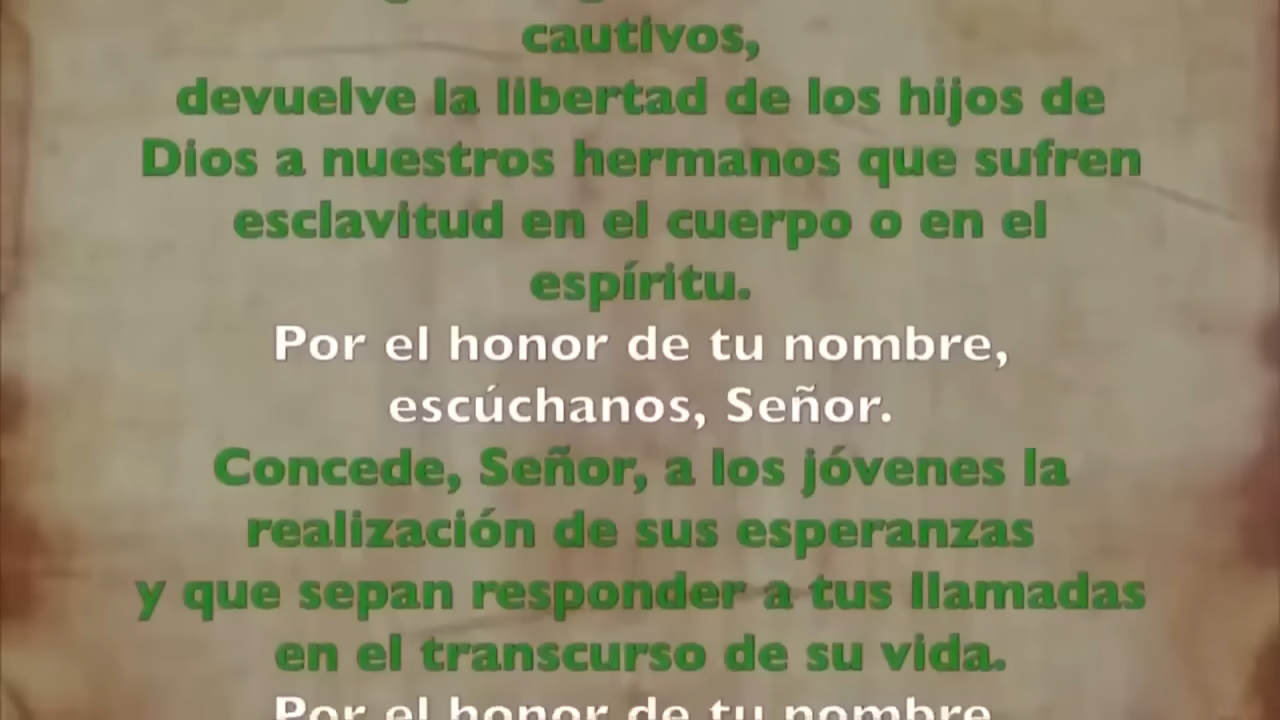 cautivos,
devuelve la libertad de los hijos de
Dios a nuestros hermanos que sufren
esclavitud en el cuerpo o en el
espíritu.
Por el honor de tu nombre,
escúchanos, Señor.
Concede, Señor, a los jóvenes la
realización de sus esperanzas
y que sepan responder a tus llamadas
en el transcurso de su vida.
Por el honor de tu nombre,